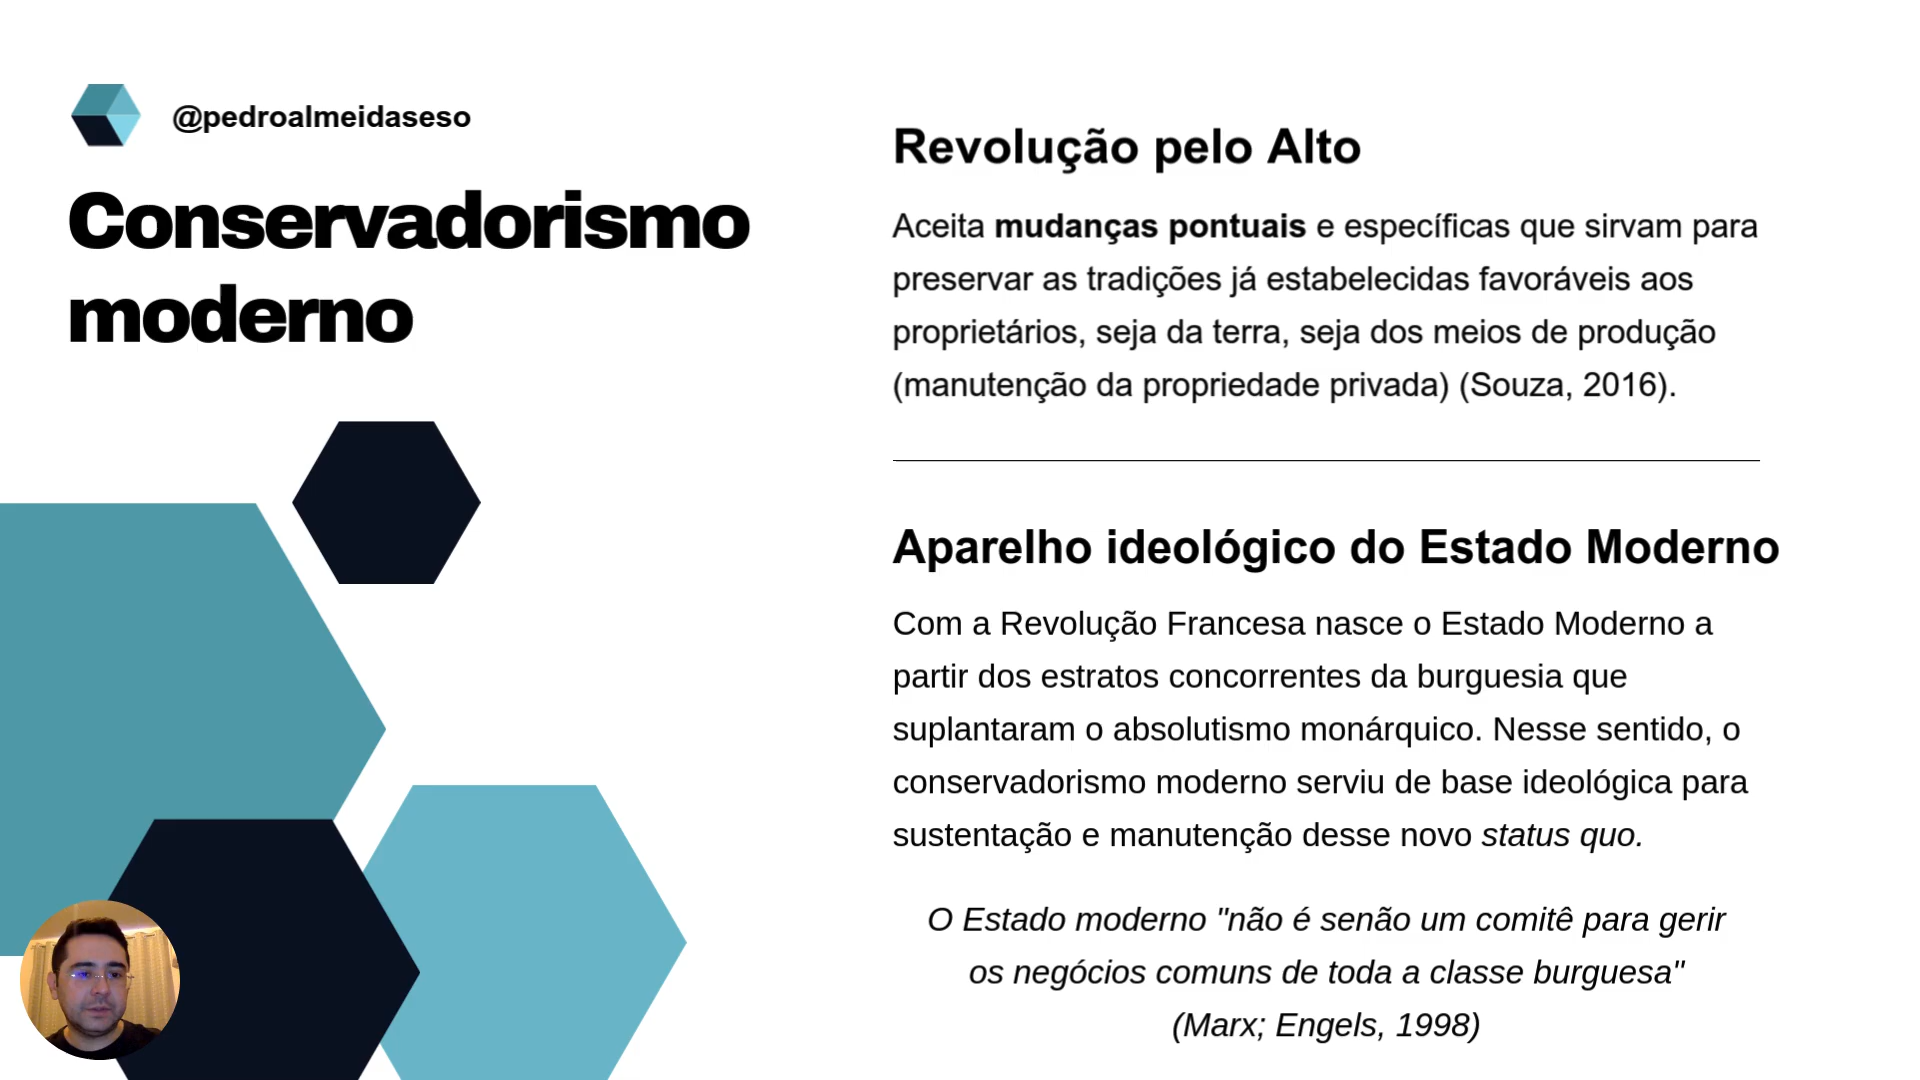 @pedroalmeidaseso
Conservadorismo
moderno
Revolução pelo Alto
Aceita mudanças pontuais e específicas que sirvam para
preservar as tradições já estabelecidas favoráveis aos
proprietários, seja da terra, seja dos meios de produção
(manutenção da propriedade privada) (Souza, 2016).
Aparelho ideológico do Estado Moderno
Com a Revolução Francesa nasce o Estado Moderno a
partir dos estratos concorrentes da burguesia que
suplantaram o absolutismo monárquico. Nesse sentido, o
conservadorismo moderno serviu de base ideológica para
sustentação e manutenção desse novo status quo.
O Estado moderno "não é senão um comitê para gerir
os negócios comuns de toda a classe burguesa"
(Marx; Engels, 1998)